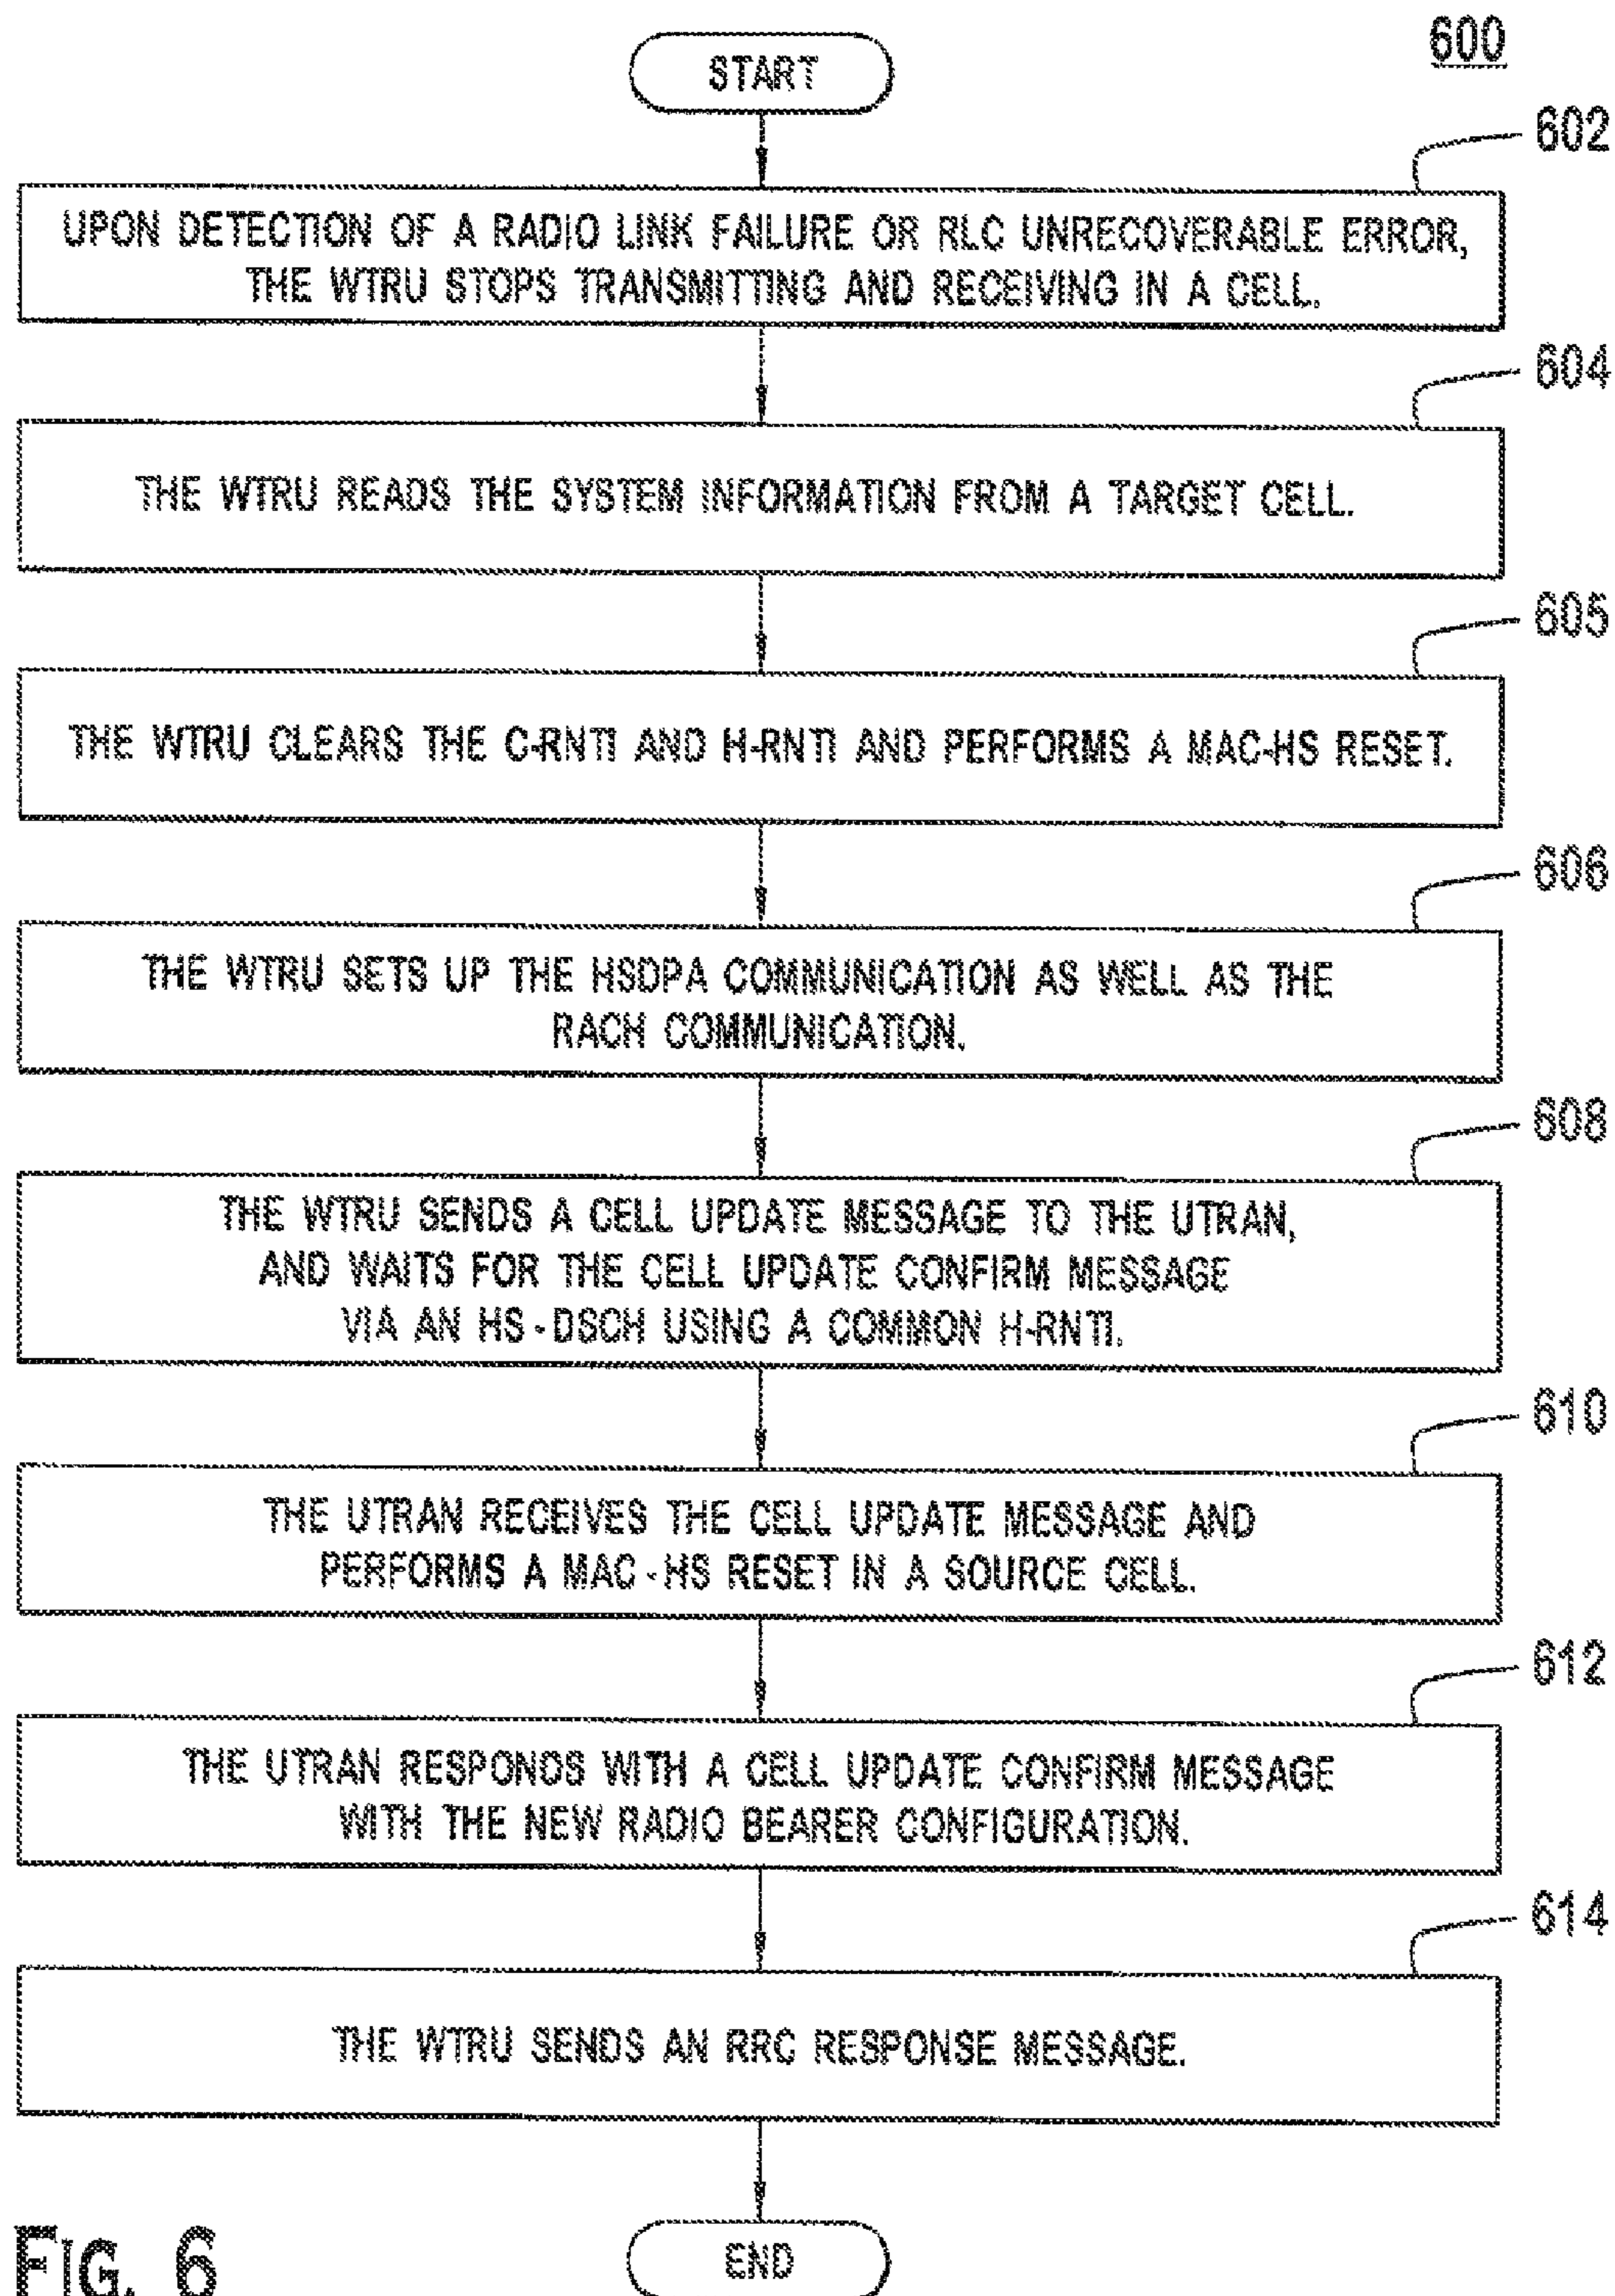 600
START
602
UPON DETECTION OF A RADIO LINK FAILURE OR RLC UNRECOVERABLE ERROR,
THE WTRU STOPS TRANSMITTING AND RECEIVING IN A CELL.
604
THE WTRU READS THE SYSTEM INFORMATION FROM A TARGET CELL.
605
THE WTRU CLEARS THE C-RNTI AND H-RNTI AND PERFORMS A MAC-HS RESET.
606
THE WTRU SETS UP THE HSDPA COMMUNICATION AS WELL AS THE
RACH COMMUNICATION.
608
THE WTRU SENDS A CELL UPDATE MESSAGE TO THE UTRAN,
AND WAITS FOR THE CELL UPDATE CONFIRM MESSAGE
VIA AN HS-DSCH USING A COMMON H-RNTI.
610
THE UTRAN RECEIVES THE CELL UPDATE MESSAGE AND
PERFORMS A MAC-HS RESET IN A SOURCE CELL.
612
THE UTRAN RESPONDS WITH A CELL UPDATE CONFIRM MESSAGE
WITH THE NEW RADIO BEARER CONFIGURATION.
614
THE WTRU SENDS AN RRC RESPONSE MESSAGE.
END
FIG. 6